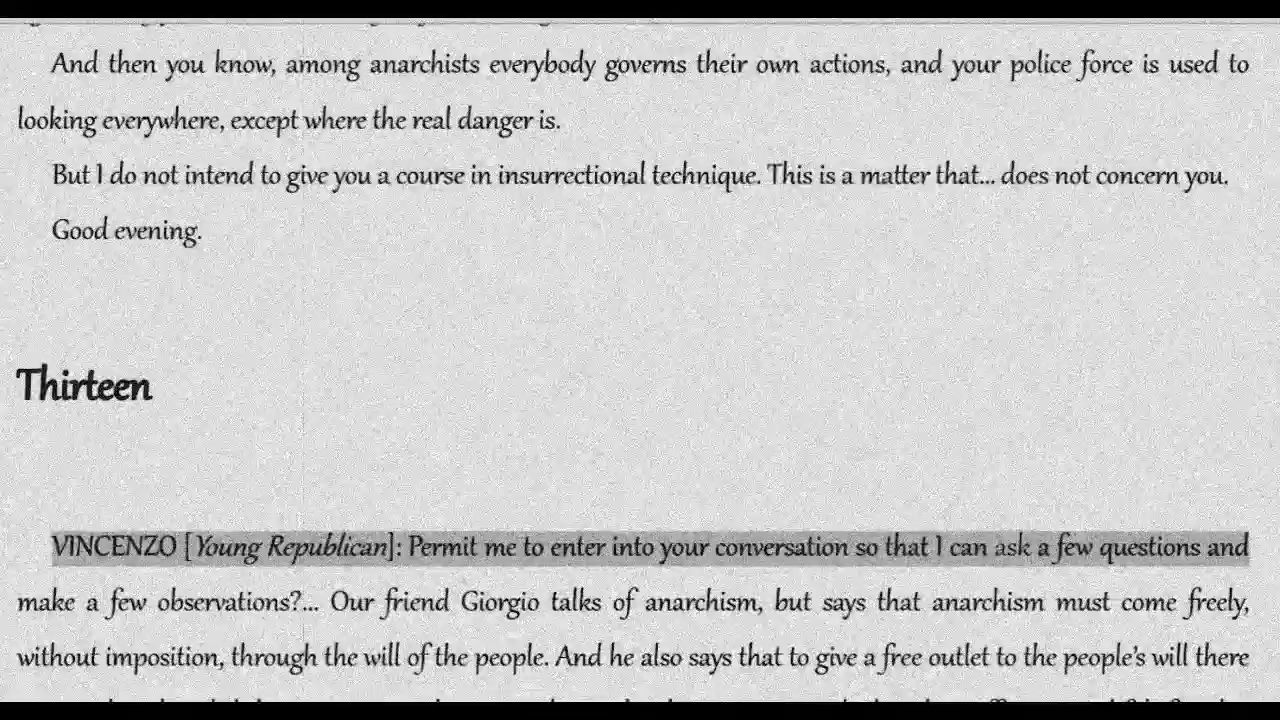 And then you know, among anarchists everybody governs their own actions, and your police force is used to
looking everywhere, except where the real danger is.
But I do not intend to give you a course in insurrectional technique. This is a matter that... does not concern you.
Good evening.
Thirteen
VINCENZO [Young Republican]: Permit me to enter into your conversation so that I can ask a few questions and
make a few observations?... Our friend Giorgio talks of anarchism, but says that anarchism must come freely,
without imposition, through the will of the people. And he also says that to give a free outlet to the people's will there